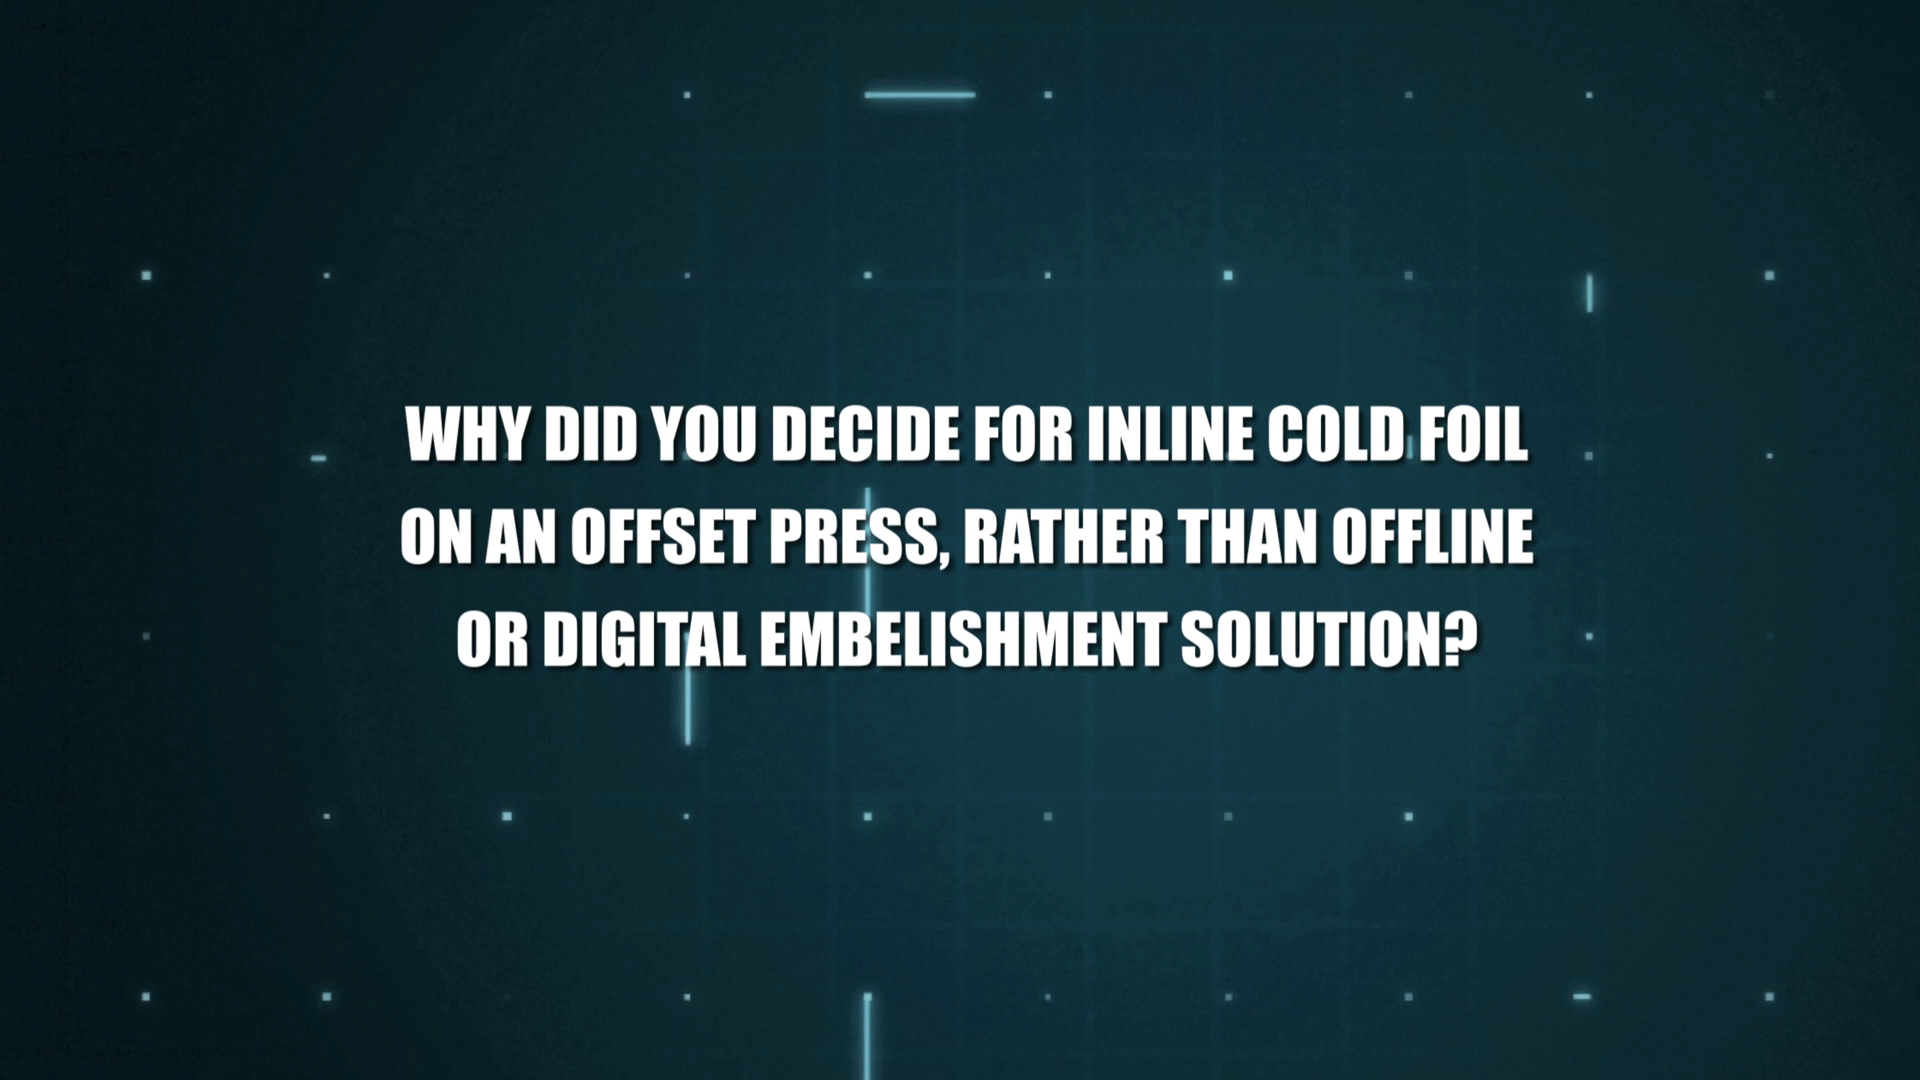 WHY DID YOU DECIDE FOR INLINE COLD FOIL
ON AN OFFSET PRESS, RATHER THAN OFFLINE
OR DIGITAL EMBELISHMENT SOLUTION?